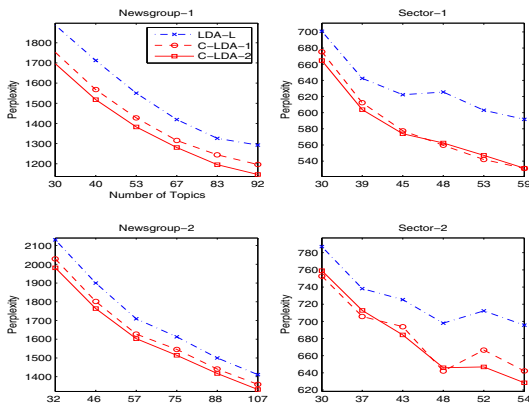 Newsgroup-1
LDA-L
C-LDA-1
C-LDA-2
Perplexity
1800
1700
1600
1500
1400
1300
1200
30 40 53 67 83 92
Number of Topics
Sector-1
Perplexity
700
680
660
640
620
600
580
560
540
30 39 45 48 53 59
Newsgroup-2
Perplexity
2100
2000
1900
1800
1700
1600
1500
1400
32 46 57 75 88 107
Sector-2
Perplexity
780
760
740
720
700
680
660
640
620
30 37 43 48 52 54